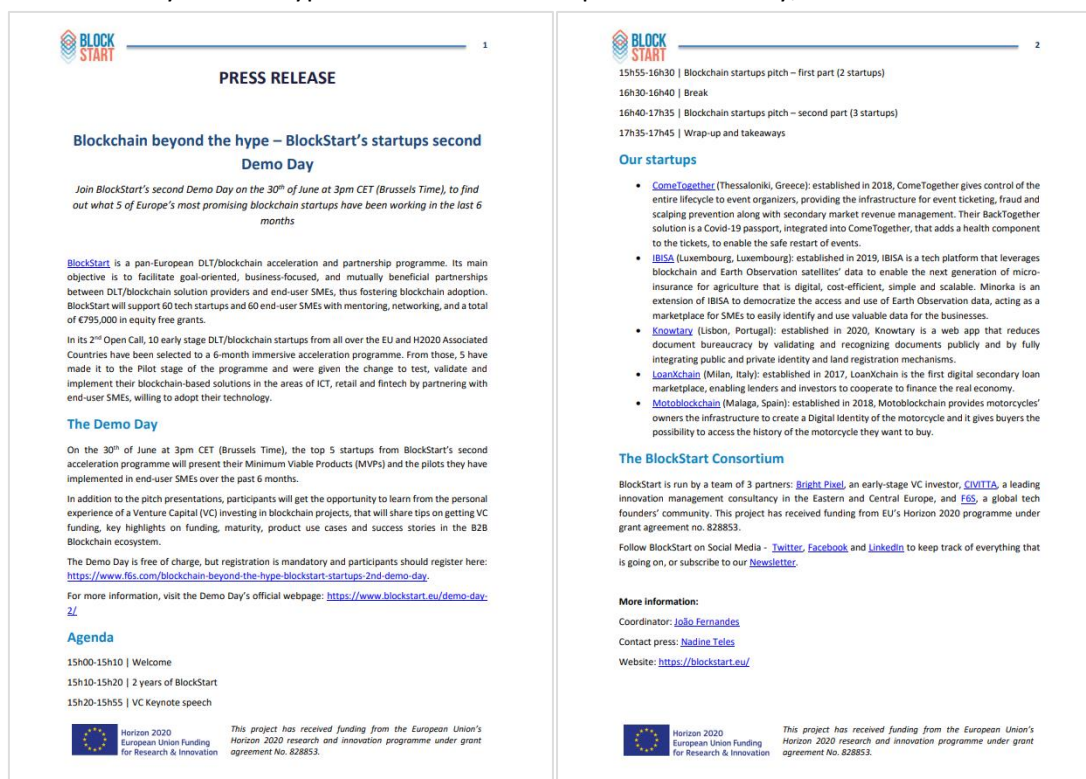 BLOCK
START
1
PRESS RELEASE
Blockchain beyond the hype – BlockStart's startups second
Demo Day
Join BlockStart's second Demo Day on the 30th of June at 3pm CET (Brussels Time), to find
out what 5 of Europe's most promising blockchain startups have been working in the last 6
months
BlockStart is a pan-European DLT/blockchain acceleration and partnership programme. Its main
objective is to facilitate goal-oriented, business-focused, and mutually beneficial partnerships
between DLT/blockchain solution providers and end-user SMEs, thus fostering blockchain adoption.
BlockStart will support 60 tech startups and 60 end-user SMEs with mentoring, networking, and a total
of €795,000 in equity free grants.
In its 2nd Open Call, 10 early stage DLT/blockchain startups from all over the EU and H2020 Associated
Countries have been selected to a 6-month immersive acceleration programme. From those, 5 have
made it to the Pilot stage of the programme and were given the change to test, validate and
implement their blockchain-based solutions in the areas of ICT, retail and fintech by partnering with
end-user SMEs, willing to adopt their technology.
The Demo Day
On the 30th of June at 3pm CET (Brussels Time), the top 5 startups from BlockStart's second
acceleration programme will present their Minimum Viable Products (MVPs) and the pilots they have
implemented in end-user SMEs over the past 6 months.
In addition to the pitch presentations, participants will get the opportunity to learn from the personal
experience of a Venture Capital (VC) investing in blockchain projects, that will share tips on getting VC
funding, key highlights on funding, maturity, product use cases and success stories in the B2B
Blockchain ecosystem.
The Demo Day is free of charge, but registration is mandatory and participants should register here:
https://www.f6s.com/blockchain-beyond-the-hype-blockstart-startups-2nd-demo-day.
For more information, visit the Demo Day's official webpage: https://www.blockstart.eu/demo-day-
2/
Agenda
15h00-15h10 | Welcome
15h10-15h20 | 2 years of BlockStart
15h20-15h55 | VC Keynote speech
Horizon 2020
European Union Funding
for Research & Innovation
This project has received funding from the European Union's
Horizon 2020 research and innovation programme under grant
agreement No. 828853.
BLOCK
START
2
15h55-16h30 | Blockchain startups pitch – first part (2 startups)
16h30-16h40 | Break
16h40-17h35 | Blockchain startups pitch – second part (3 startups)
17h35-17h45 | Wrap-up and takeaways
Our startups
• ComeTogether (Thessaloniki, Greece): established in 2018, ComeTogether gives control of the
entire lifecycle to event organizers, providing the infrastructure for event ticketing, fraud and
scalping prevention along with secondary market revenue management. Their BackTogether
solution is a Covid-19 passport, integrated into ComeTogether, that adds a health component
to the tickets, to enable the safe restart of events.
• IBISA (Luxembourg, Luxembourg): established in 2019, IBISA is a tech platform that leverages
blockchain and Earth Observation satellites' data to enable the next generation of micro-
insurance for agriculture that is digital, cost-efficient, simple and scalable. Minorka is an
extension of IBISA to democratize the access and use of Earth Observation data, acting as a
marketplace for SMEs to easily identify and use valuable data for the businesses.
• Knowtary (Lisbon, Portugal): established in 2020, Knowtary is a web app that reduces
document bureaucracy by validating and recognizing documents publicly and by fully
integrating public and private identity and land registration mechanisms.
• LoanXchain (Milan, Italy): established in 2017, LoanXchain is the first digital secondary loan
marketplace, enabling lenders and investors to cooperate to finance the real economy.
• Motoblockchain (Malaga, Spain): established in 2018, Motoblockchain provides motorcycles'
owners the infrastructure to create a Digital Identity of the motorcycle and it gives buyers the
possibility to access the history of the motorcycle they want to buy.
The BlockStart Consortium
BlockStart is run by a team of 3 partners: Bright Pixel, an early-stage VC investor, CIVITTA, a leading
innovation management consultancy in the Eastern and Central Europe, and F6S, a global tech
founders' community. This project has received funding from EU's Horizon 2020 programme under
grant agreement no. 828853.
Follow BlockStart on Social Media - Twitter, Facebook and LinkedIn to keep track of everything that
is going on, or subscribe to our Newsletter.
More information:
Coordinator: João Fernandes
Contact press: Nadine Teles
Website: https://blockstart.eu/
Horizon 2020
European Union Funding
for Research & Innovation
This project has received funding from the European Union's
Horizon 2020 research and innovation programme under grant
agreement No. 828853.